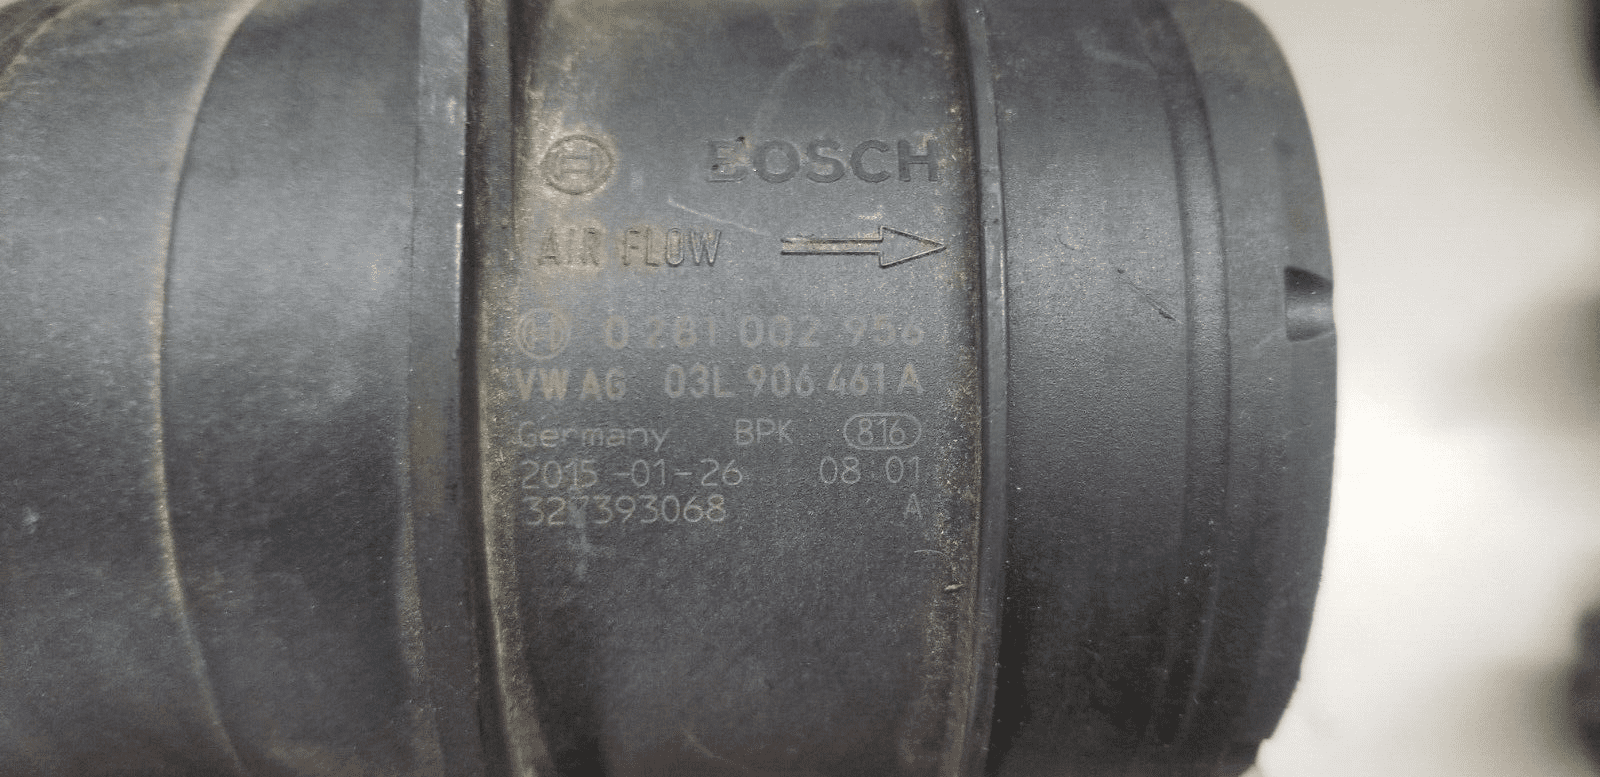 BOSCH
AIR FLOW
0 281 002 956
VW AG 03L 906 461 A
Germany BPK 816
2015-01-26 08:01
327393068 A